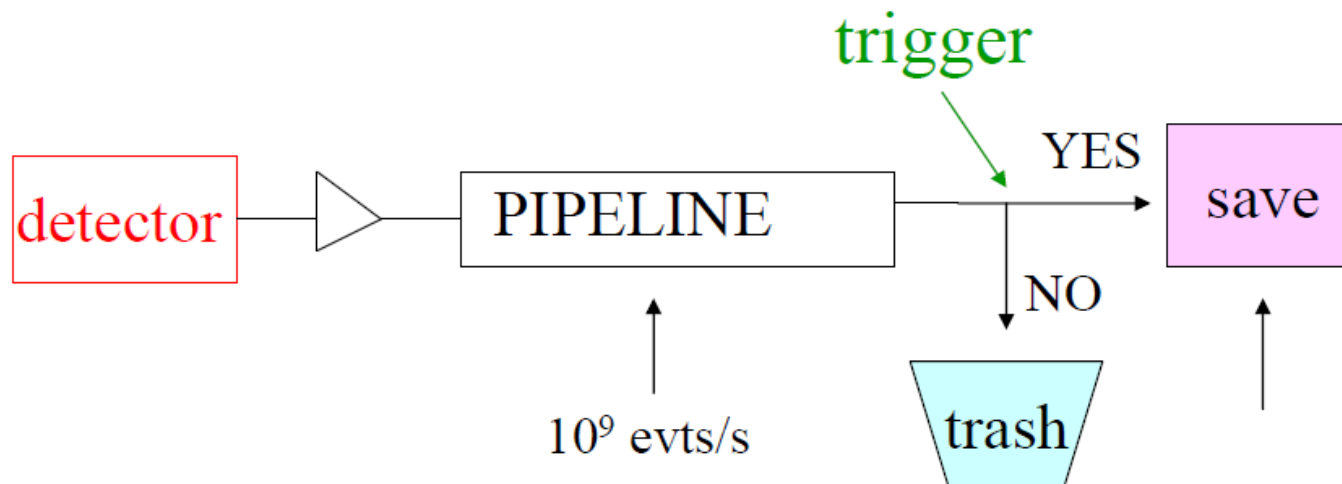 trigger
YES
detector
PIPELINE
save
NO
10⁹ evts/s
trash